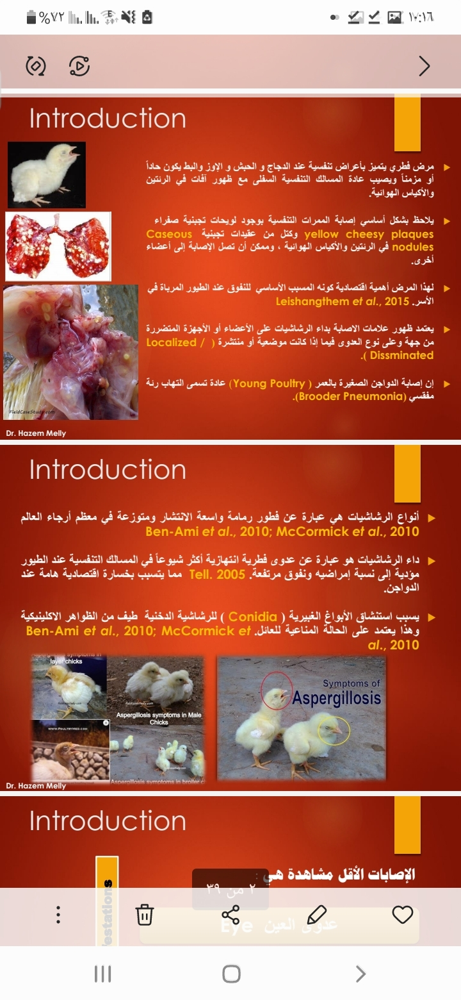 %٧٢
١٠:١٦
Introduction
مرض فطري يتميز بأعراض تنفسية عند الدجاج و الحبش و الإوز والبط يكون حاداً
أو مزمناً ويصيب عادة المسالك التنفسية السفلى مع ظهور آفات في الرئتين
والأكياس الهوائية.
يلاحظ بشكل أساسي إصابة الممرات التنفسية بوجود لويحات تجبنية صفراء
yellow cheesy plaques وكتل من عقيدات تجبنية Caseous
nodules في الرئتين والأكياس الهوائية ، وممكن أن تصل الإصابة إلى أعضاء
أخرى.
لهذا المرض أهمية اقتصادية كونه المسبب الأساسي للنفوق عند الطيور المرباة في
الأسر. Leishangthem et al., 2015
يعتمد ظهور علامات الاصابة بداء الرشاشيات على الأعضاء أو الأجهزة المتضررة
من جهة وعلى نوع العدوى فيما إذا كانت موضعية أو منتشرة ( Localized /
Dissminated ).
إن إصابة الدواجن الصغيرة بالعمر ( Young Poultry) عادة تسمى التهاب رئة
مفقسي (Brooder Pneumonia).
FieldCaseStudy.com
Dr. Hazem Melly
Introduction
أنواع الرشاشيات هي عبارة عن فطور رمامة واسعة الانتشار ومتوزعة في معظم أرجاء العالم
Ben-Ami et al., 2010; McCormick et al., 2010
داء الرشاشيات هو عبارة عن عدوى فطرية انتهازية أكثر شيوعاً في المسالك التنفسية عند الطيور
مؤدية إلى نسبة إمراضيه ونفوق مرتفعة. Tell. 2005 مما يتسبب بخسارة اقتصادية هامة عند
الدواجن.
يسبب استنشاق الأبواغ الغبيرية ( Conidia ) للرشاشية الدخنية طيف من الظواهر الاكلينيكية
وهذا يعتمد على الحالة المناعية للعائل. Ben-Ami et al., 2010; McCormick et
al., 2010
Aspergillosis symptoms in
layer chicks
fieldcasestudy.com
fieldcasestudy.com
Aspergillosis symptoms in Male
Chicks
WWW.POULTRYMED.COM
fieldcasestudy.com
Aspergillosis symptoms in broiler c
Symptoms of
Aspergillosis
Dr. Hazem Melly
Introduction
الإصابات الأقل مشاهدة هي :
estations
٢ من ٣٩
عدوى العين Eye